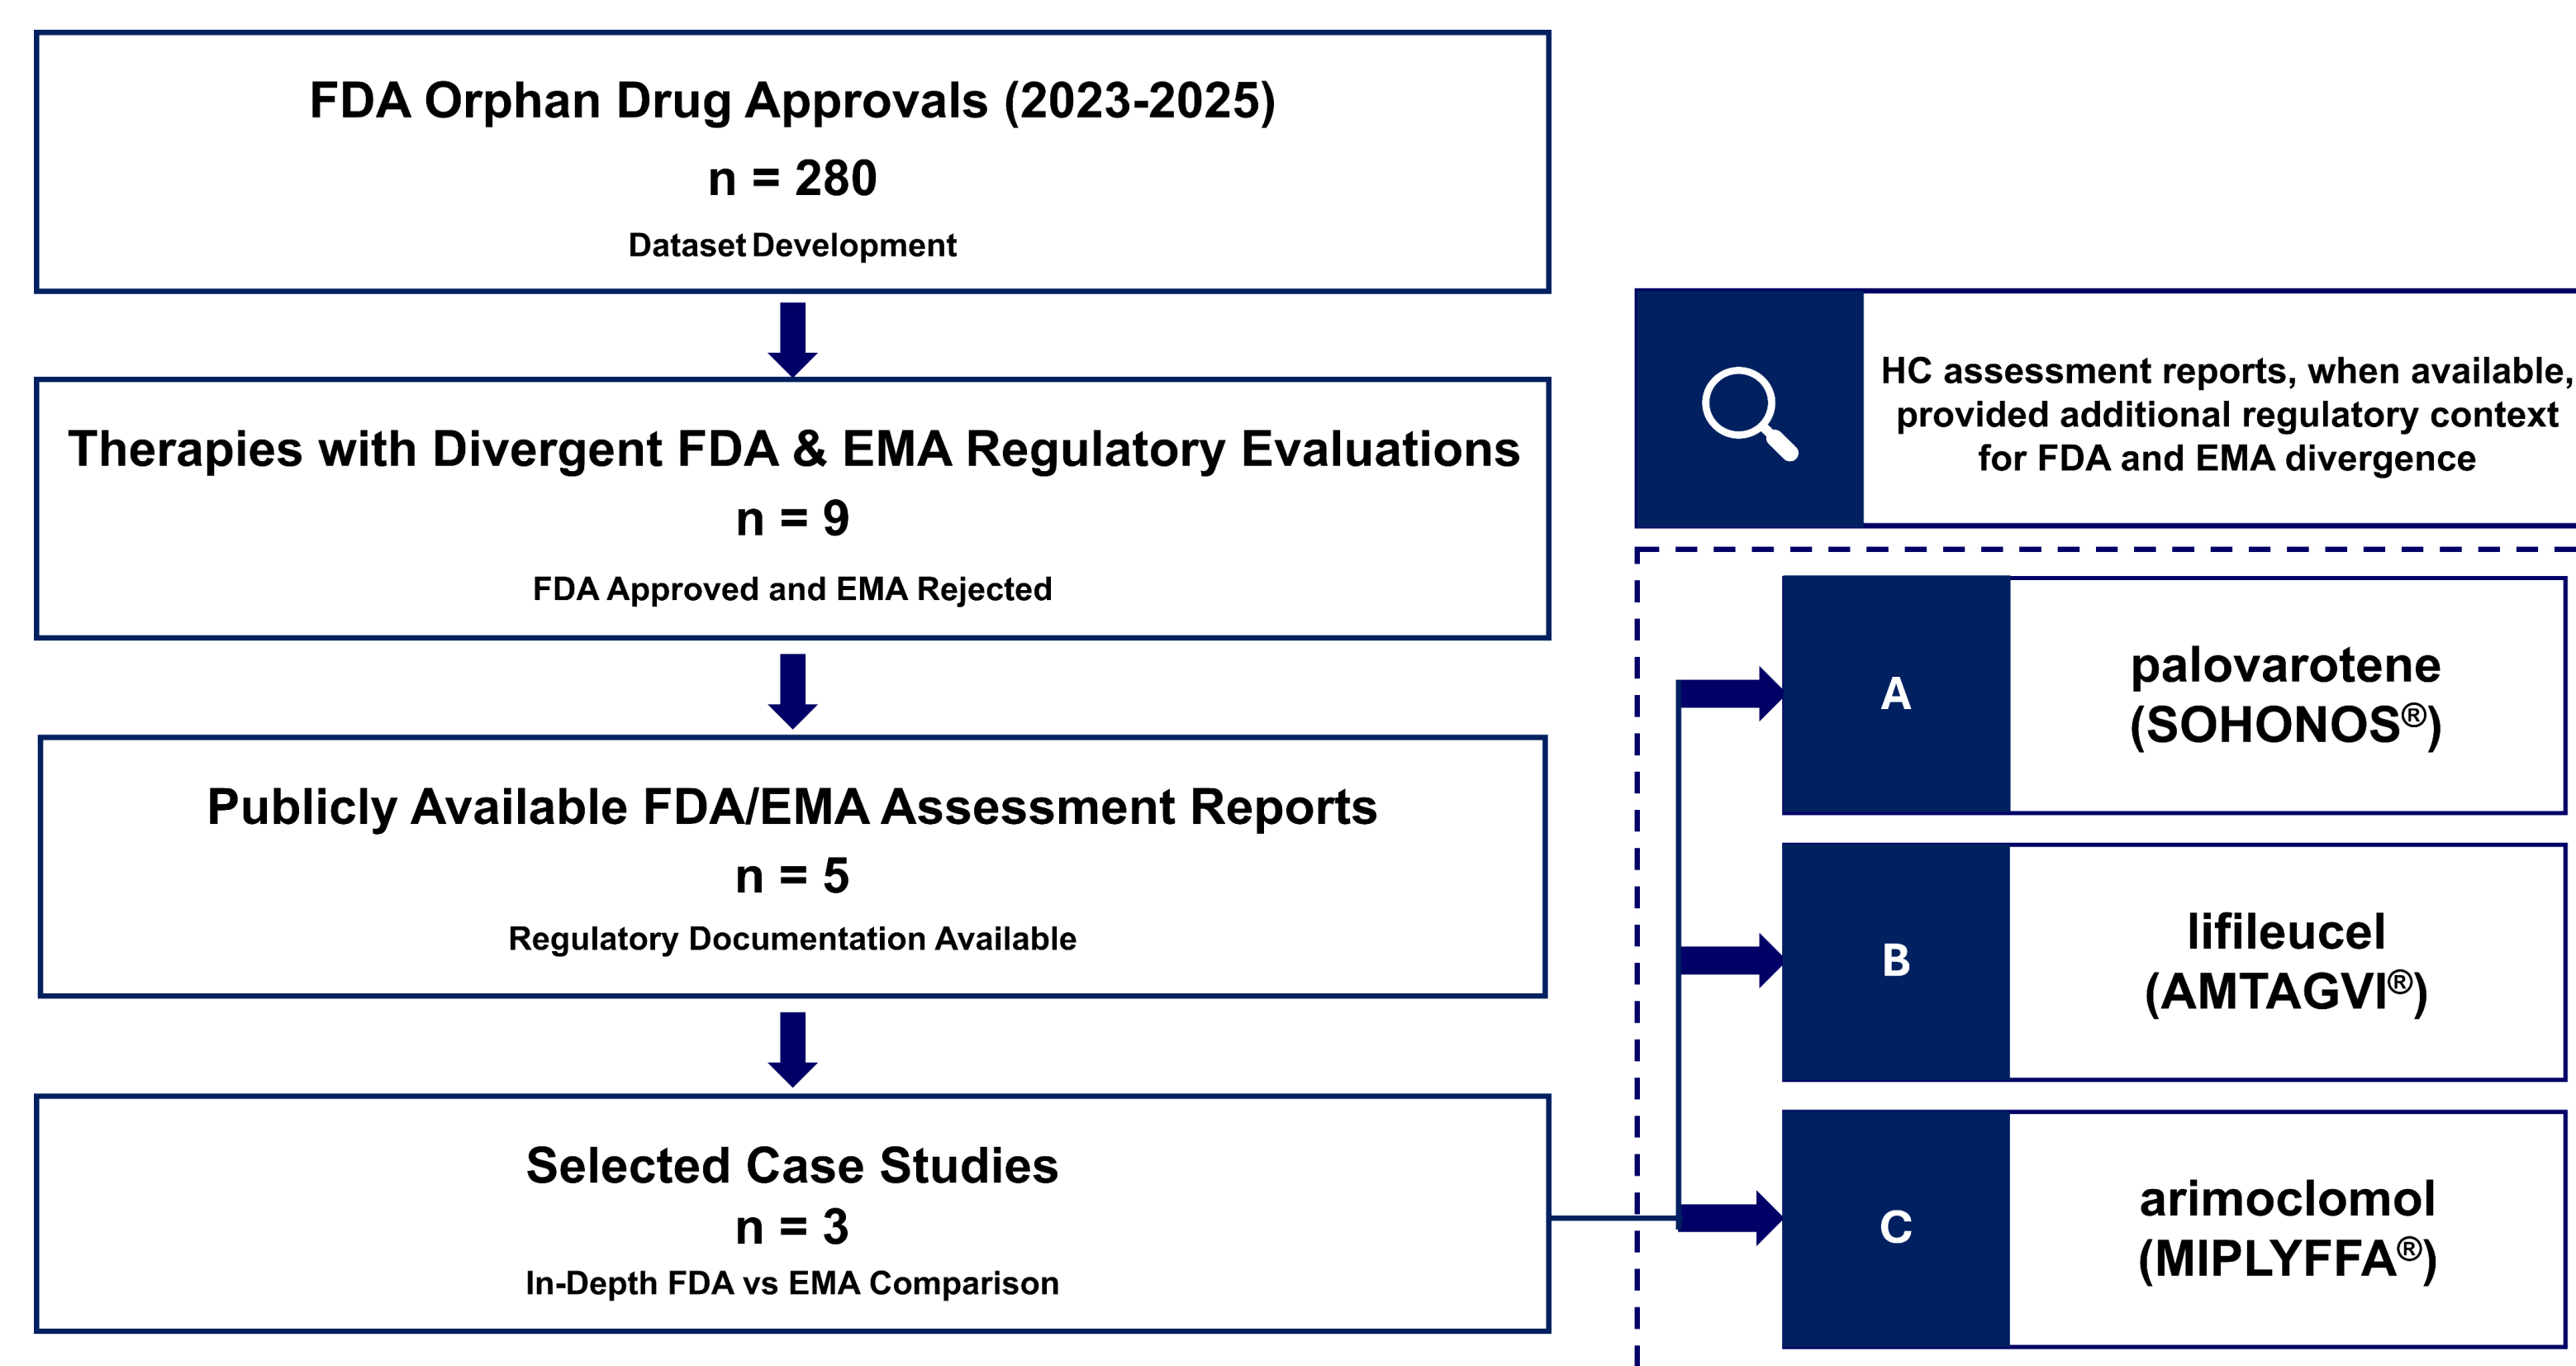 FDA Orphan Drug Approvals (2023-2025)
n = 280
Dataset Development
Therapies with Divergent FDA & EMA Regulatory Evaluations
n = 9
FDA Approved and EMA Rejected
Publicly Available FDA/EMA Assessment Reports
n = 5
Regulatory Documentation Available
Selected Case Studies
n = 3
In-Depth FDA vs EMA Comparison
HC assessment reports, when available,
provided additional regulatory context
for FDA and EMA divergence
A
palovarotene
(SOHONOS®)
B
lifileucel
(AMTAGVI®)
C
arimoclomol
(MIPLYFFA®)